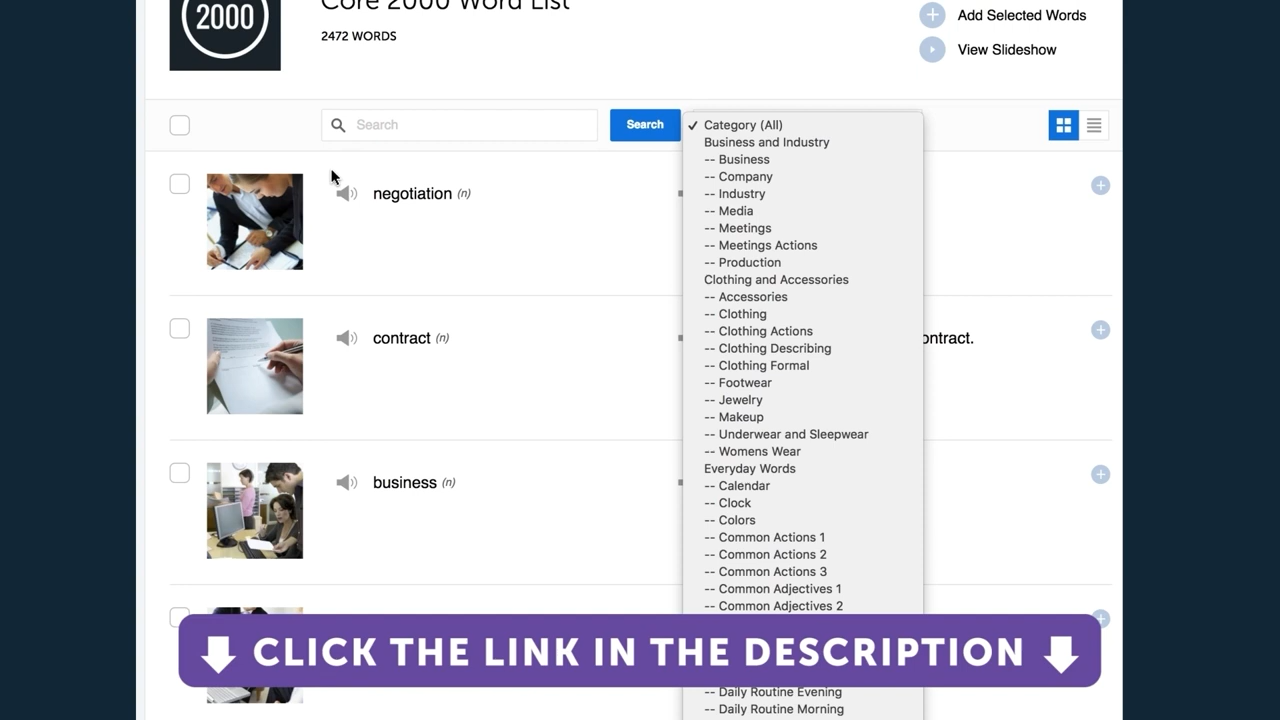 2000
Core 2000 Word List
2472 WORDS
Add Selected Words
View Slideshow
Search
Search
Category (All)
Business and Industry
-- Business
-- Company
-- Industry
-- Media
-- Meetings
-- Meetings Actions
-- Production
Clothing and Accessories
-- Accessories
-- Clothing
-- Clothing Actions
-- Clothing Describing
-- Clothing Formal
-- Footwear
-- Jewelry
-- Makeup
-- Underwear and Sleepwear
-- Womens Wear
Everyday Words
-- Calendar
-- Clock
-- Colors
-- Common Actions 1
-- Common Actions 2
-- Common Actions 3
-- Common Adjectives 1
-- Common Adjectives 2
-- Daily Routine Evening
-- Daily Routine Morning
negotiation (n)
contract (n)
ontract.
business (n)
CLICK THE LINK IN THE DESCRIPTION